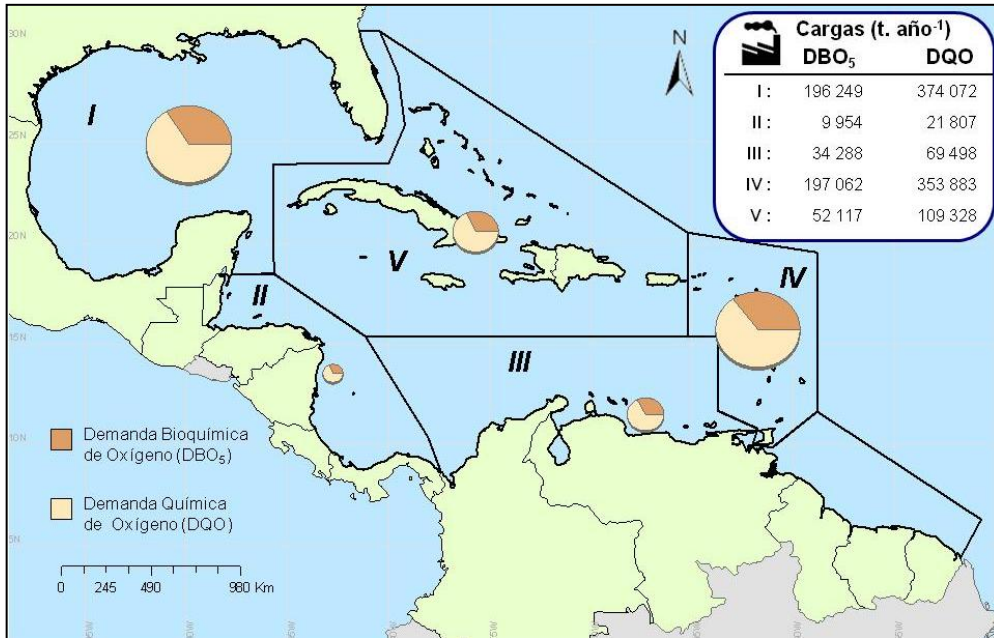 Cargas (t. año-1)
DBO5 DQO
I : 196 249 374 072
II : 9 954 21 807
III : 34 288 69 498
IV : 197 062 353 883
V : 52 117 109 328
N
30N
25N
20N
15N
10N
5N
I
II
III
IV
V
Demanda Bioquímica
de Oxígeno (DBO5)
Demanda Química
de Oxígeno (DQO)
0 245 490 980 Km